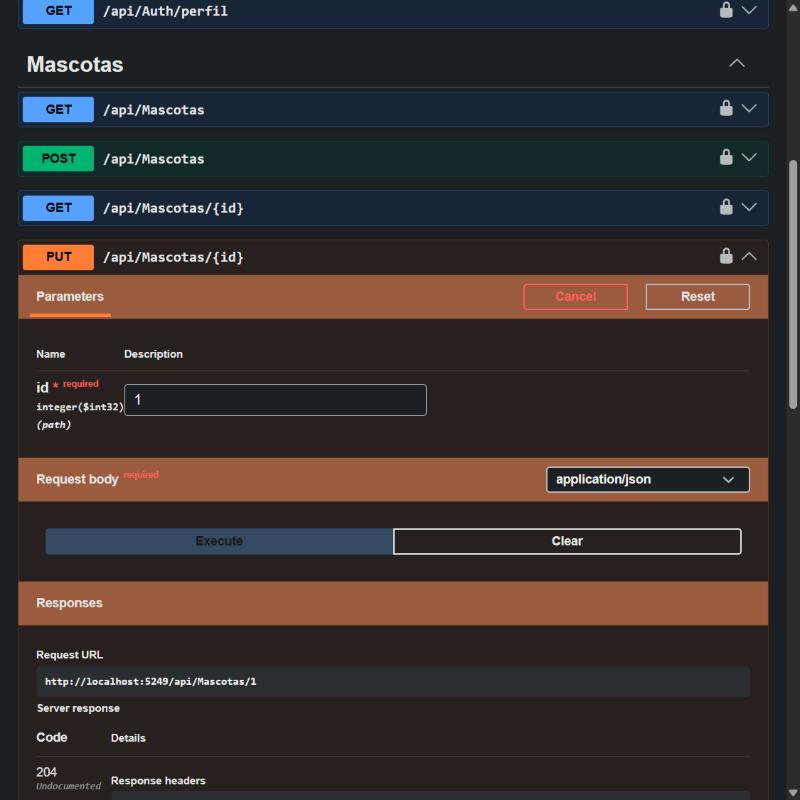 GET /api/Auth/perfil
Mascotas
GET /api/Mascotas
POST /api/Mascotas
GET /api/Mascotas/{id}
PUT /api/Mascotas/{id}
Parameters Cancel Reset
Name Description
id * required
integer($int32)
(path)
1
Request body required application/json
Execute Clear
Responses
Request URL
http://localhost:5249/api/Mascotas/1
Server response
Code Details
204
Undocumented
Response headers